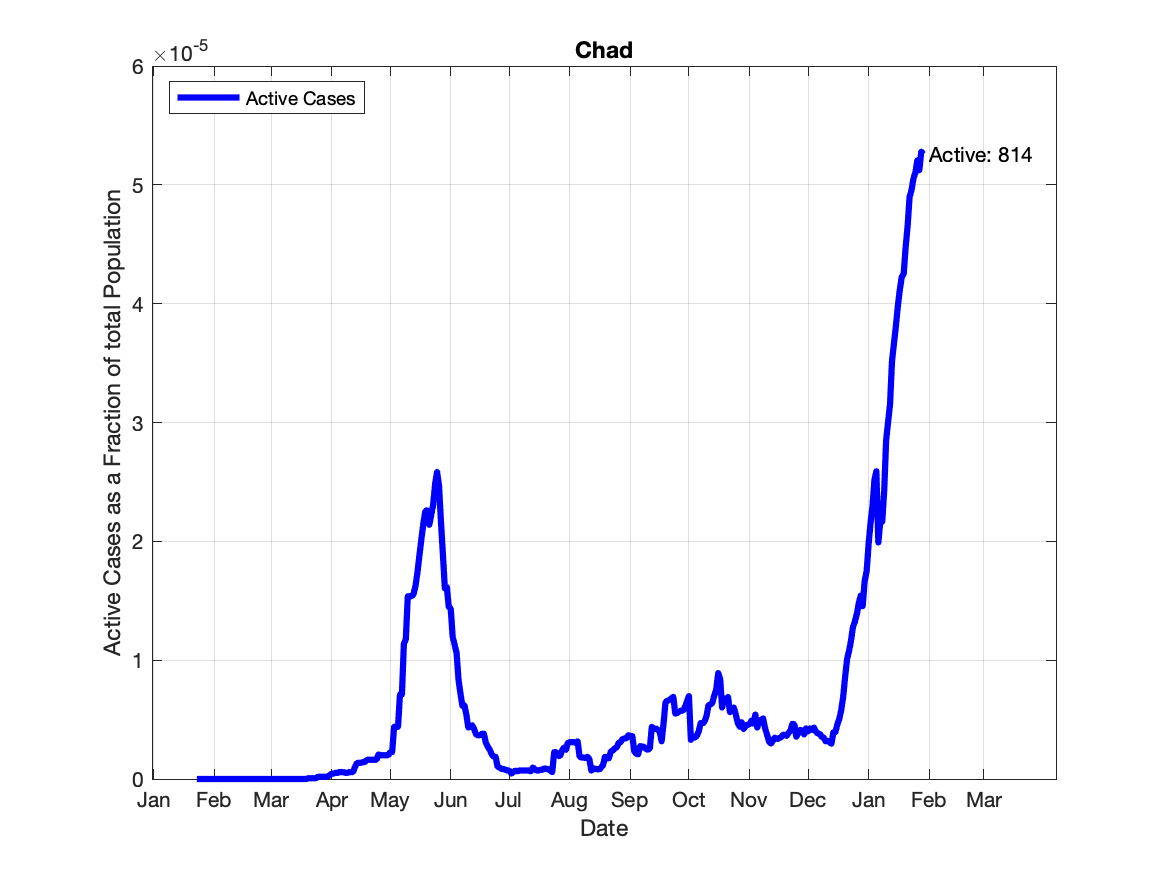 Chad
×10-5
6
5
4
3
2
1
0
Active Cases
Active: 814
Active Cases as a Fraction of total Population
Jan Feb Mar Apr May Jun Jul Aug Sep Oct Nov Dec Jan Feb Mar
Date